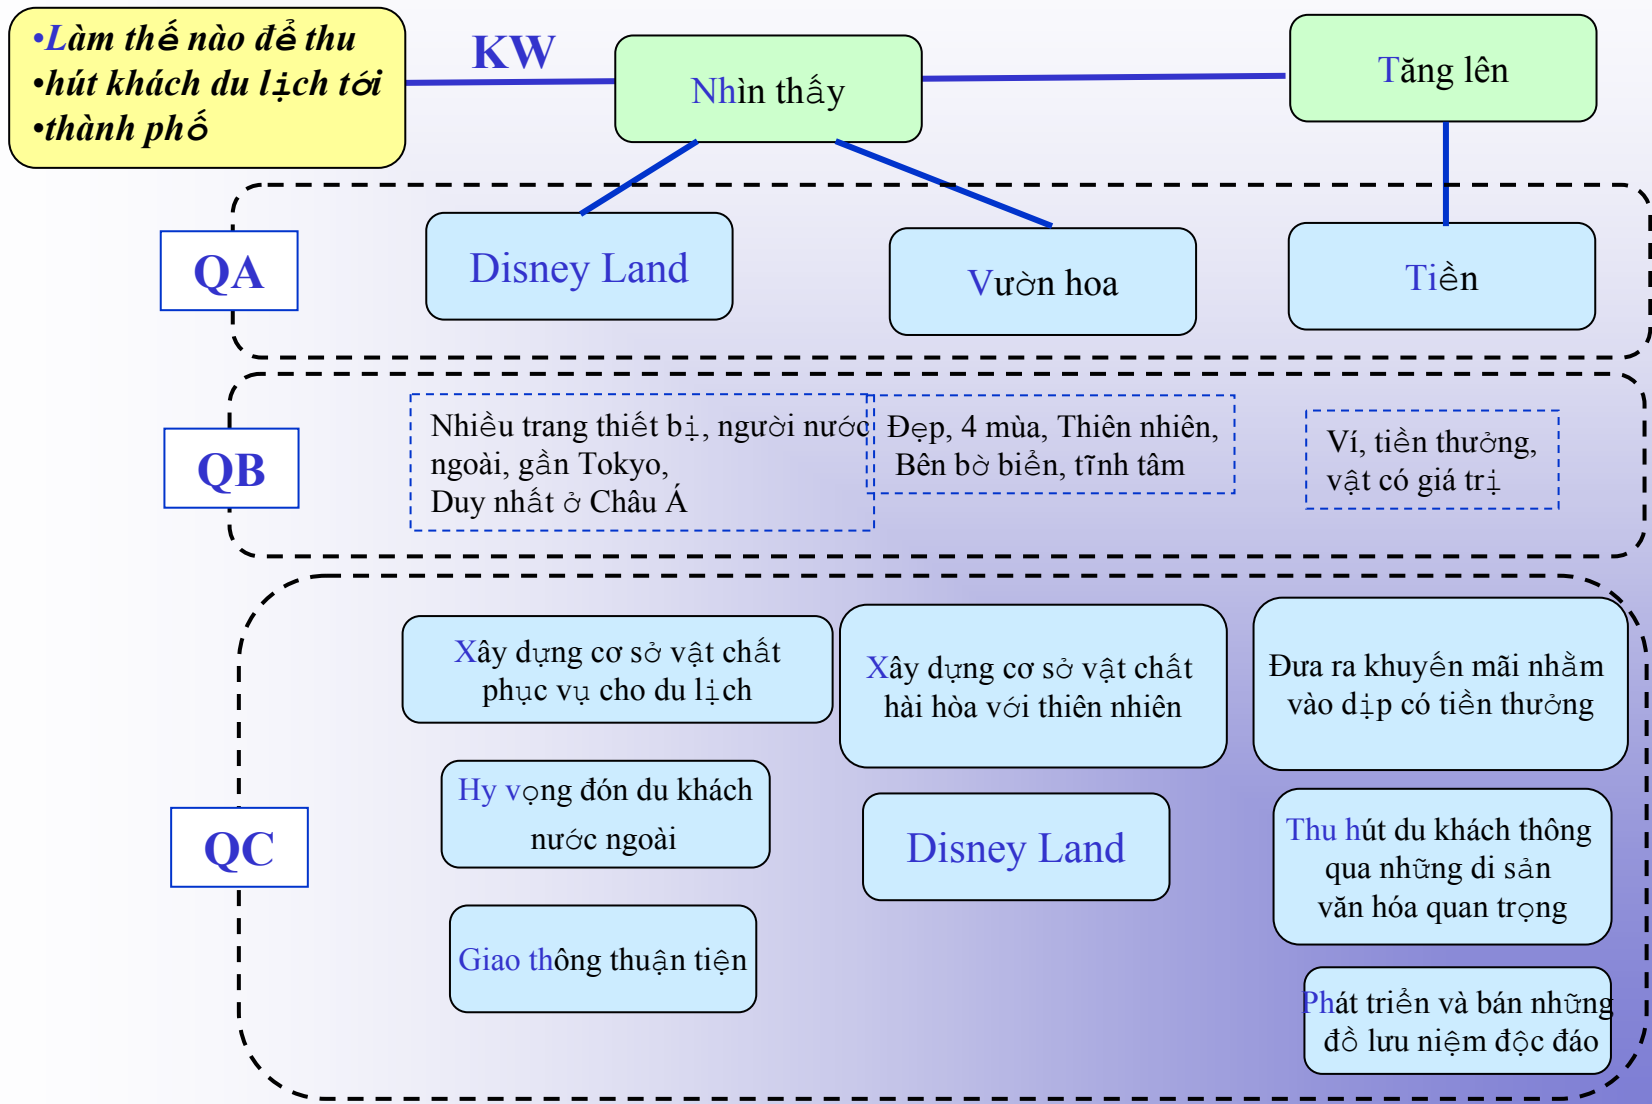 •Làm thế nào để thu
•hút khách du lịch tới
•thành phố
KW
Nhìn thấy
Tăng lên
QA
Disney Land
Vườn hoa
Tiền
QB
Nhiều trang thiết bị, người nước
ngoài, gần Tokyo,
Duy nhất ở Châu Á
Đẹp, 4 mùa, Thiên nhiên,
Bên bờ biển, tĩnh tâm
Ví, tiền thưởng,
vật có giá trị
QC
Xây dựng cơ sở vật chất
phục vụ cho du lịch
Hy vọng đón du khách
nước ngoài
Giao thông thuận tiện
Xây dựng cơ sở vật chất
hài hòa với thiên nhiên
Disney Land
Đưa ra khuyến mãi nhằm
vào dịp có tiền thưởng
Thu hút du khách thông
qua những di sản
văn hóa quan trọng
Phát triển và bán những
đồ lưu niệm độc đáo